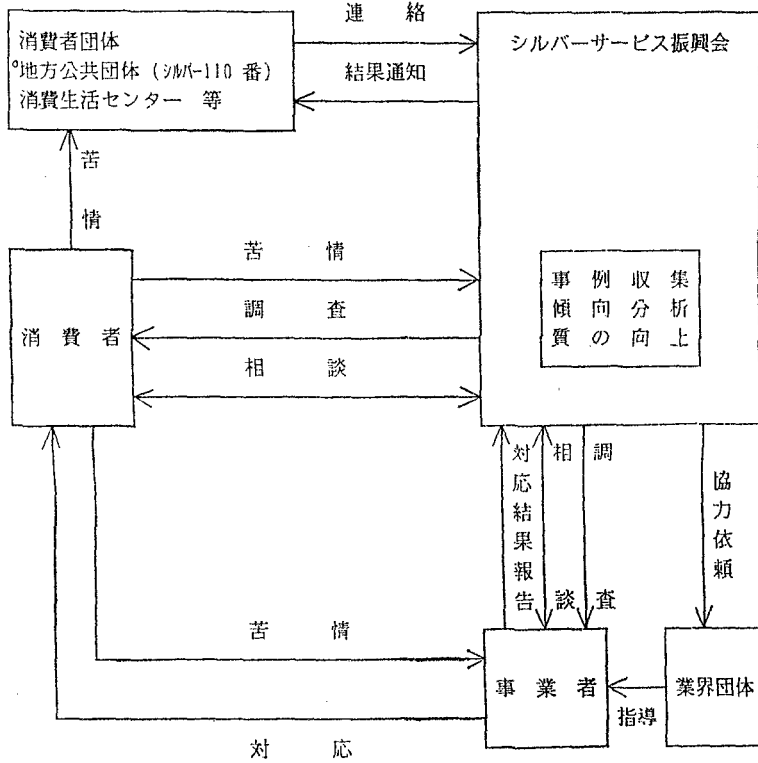 連絡
消費者団体
°地方公共団体（シルバー110 番）
消費生活センター 等
シルバーサービス振興会
結果通知
苦情
苦情
調査
相談
消費者
事例収集
傾向分析
質の向上
対応結果報告
相談
調査
協力依頼
苦情
事業者
業界団体
指導
対応